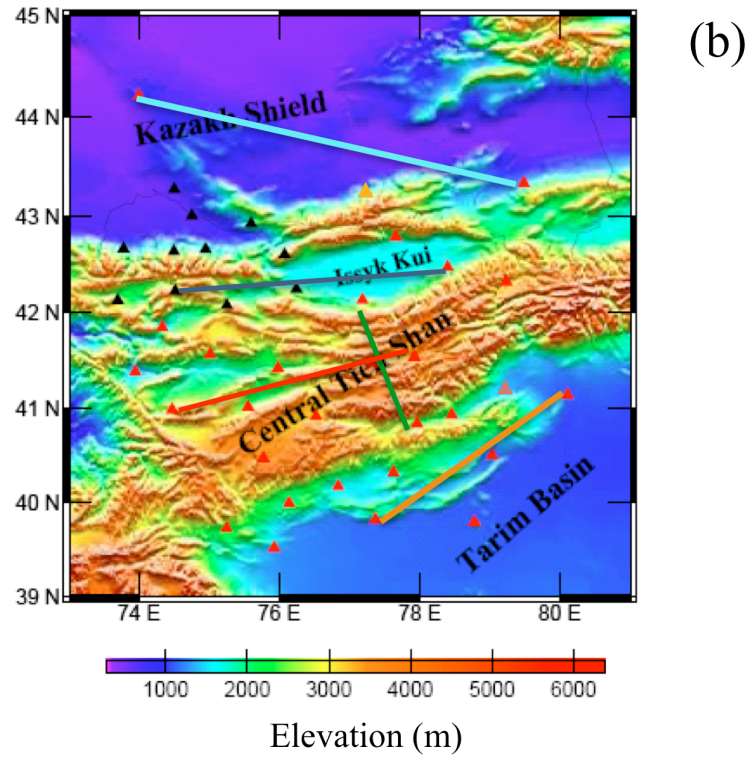 (b)
45 N
44 N
43 N
42 N
41 N
40 N
39 N
Kazakh Shield
Issyk Kui
Central Tien Shan
Tarim Basin
74 E 76 E 78 E 80 E
1000 2000 3000 4000 5000 6000
Elevation (m)